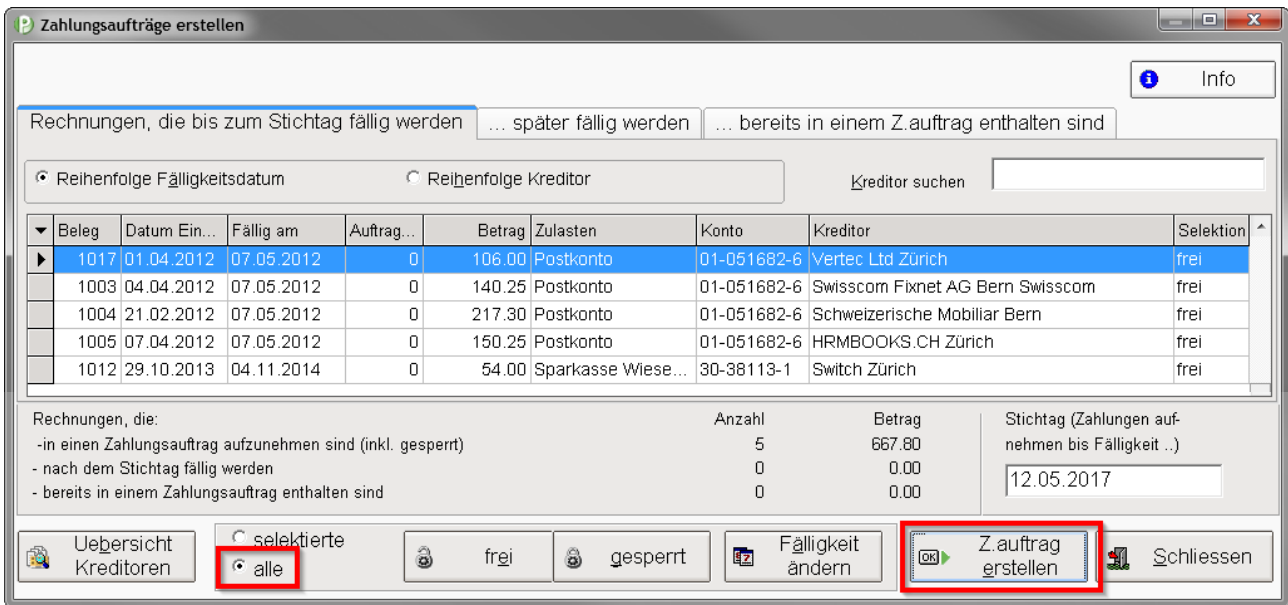 Zahlungsaufträge erstellen
Info
Rechnungen, die bis zum Stichtag fällig werden ... später fällig werden ... bereits in einem Z.auftrag enthalten sind
Reihenfolge Fälligkeitsdatum Reihenfolge Kreditor Kreditor suchen
Beleg Datum Ein... Fällig am Auftrag... Betrag Zulasten Konto Kreditor Selektion
1017 01.04.2012 07.05.2012 0 106.00 Postkonto 01-051682-6 Vertec Ltd Zürich frei
1003 04.04.2012 07.05.2012 0 140.25 Postkonto 01-051682-6 Swisscom Fixnet AG Bern Swisscom frei
1004 21.02.2012 07.05.2012 0 217.30 Postkonto 01-051682-6 Schweizerische Mobiliar Bern frei
1005 07.04.2012 07.05.2012 0 150.25 Postkonto 01-051682-6 HRMBOOKS.CH Zürich frei
1012 29.10.2013 04.11.2014 0 54.00 Sparkasse Wiese... 30-38113-1 Switch Zürich frei
Rechnungen, die: Anzahl Betrag Stichtag (Zahlungen auf-
-in einen Zahlungsauftrag aufzunehmen sind (inkl. gesperrt) 5 667.80 nehmen bis Fälligkeit ..)
- nach dem Stichtag fällig werden 0 0.00
12.05.2017
- bereits in einem Zahlungsauftrag enthalten sind 0 0.00
Uebersicht
Kreditoren
selektierte
alle
frei
gesperrt
Fälligkeit
ändern
OK
Z.auftrag
erstellen
Schliessen